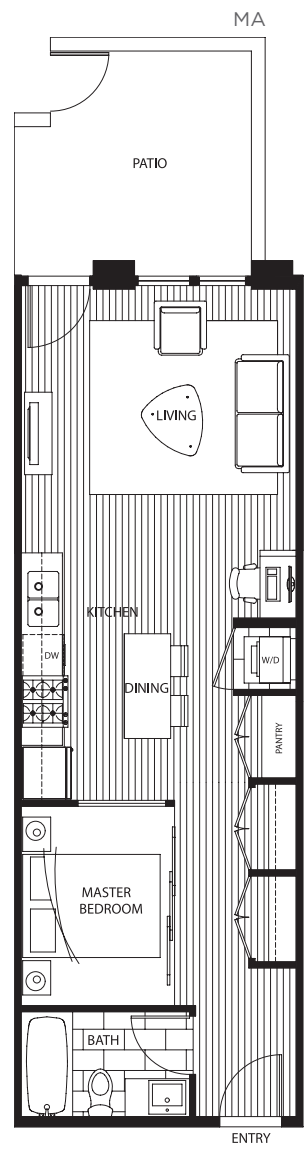 MA
PATIO
LIVING
KITCHEN
DW
W/D
DINING
PANTRY
MASTER
BEDROOM
BATH
ENTRY